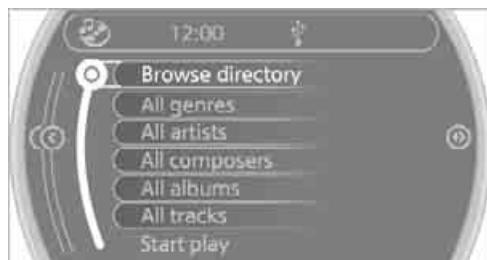 12:00
Browse directory
All genres
All artists
All composers
All albums
All tracks
Start play